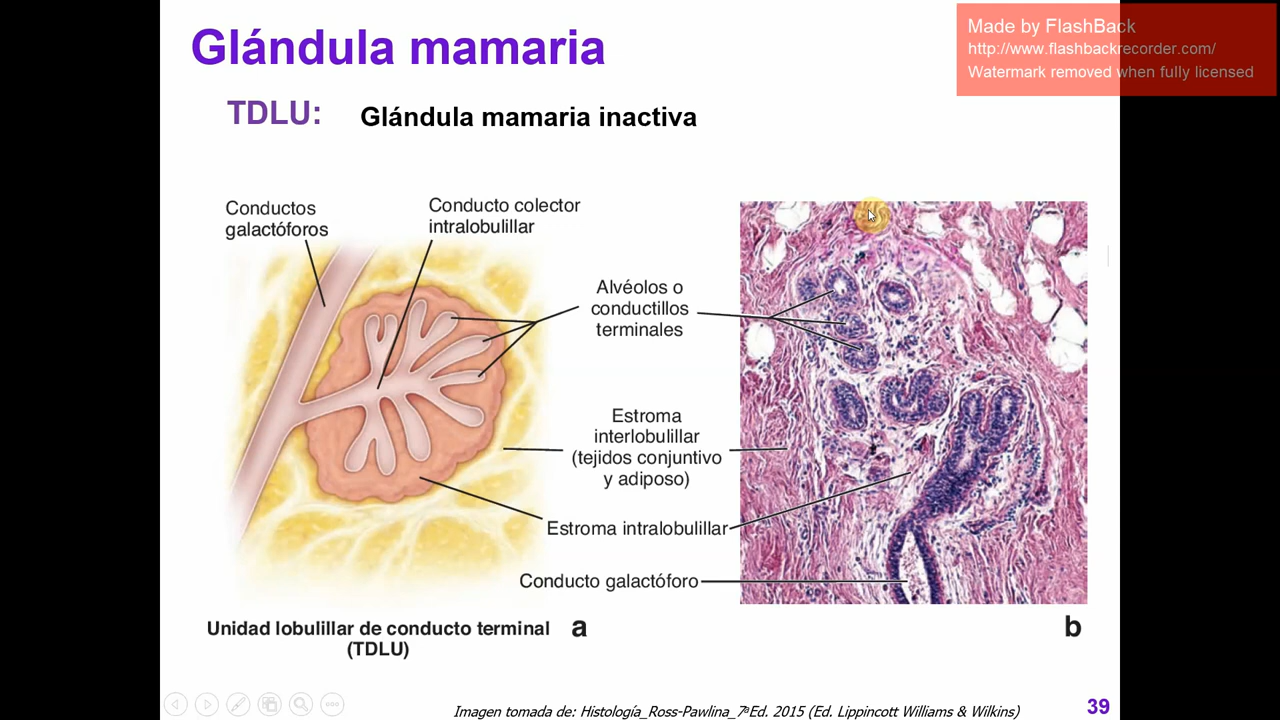 Glándula mamaria
Made by FlashBack
http://www.flashbackrecorder.com/
Watermark removed when fully licensed
TDLU:
Glándula mamaria inactiva
Conductos
galactóforos
Conducto colector
intralobulillar
Alvéolos o
conductillos
terminales
Estroma
interlobulillar
(tejidos conjuntivo
y adiposo)
Estroma intralobulillar
Conducto galactóforo
Unidad lobulillar de conducto terminal
(TDLU)
a
b
Imagen tomada de: Histología_Ross-Pawlina_7ªEd. 2015 (Ed. Lippincott Williams & Wilkins)
39